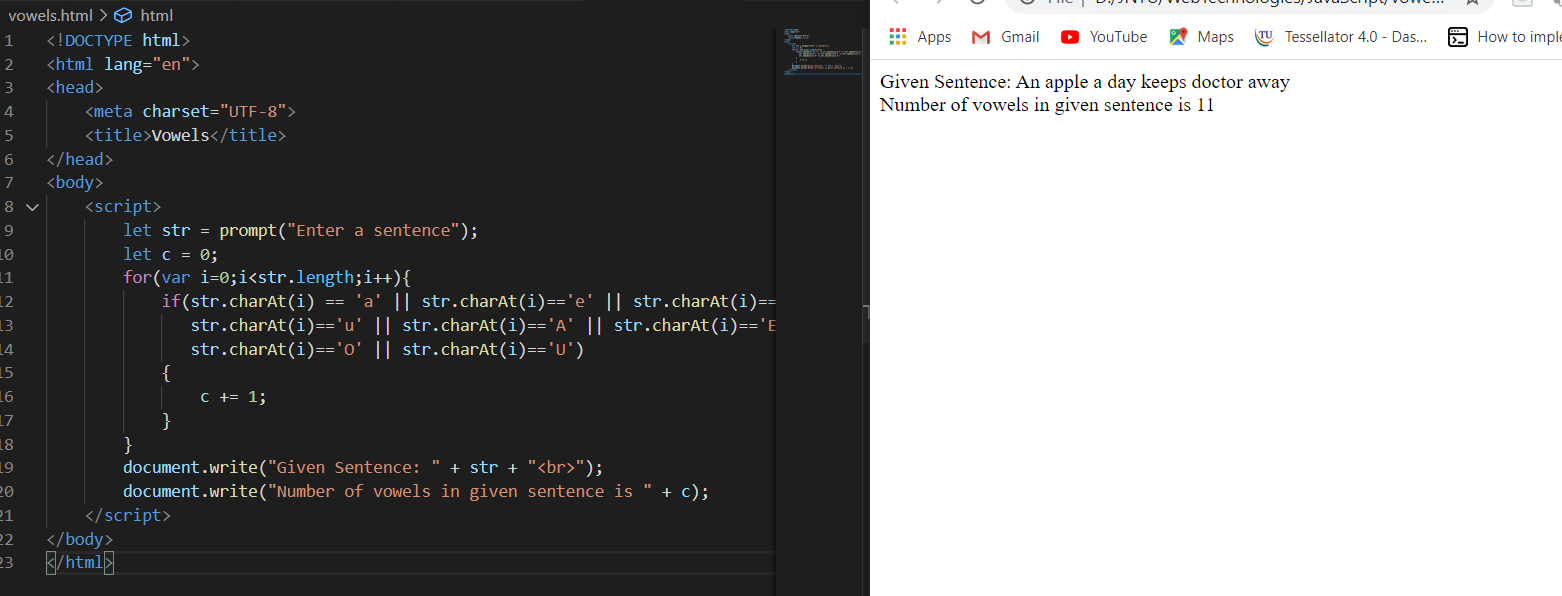 vowels.html > html
1 <!DOCTYPE html>
2 <html lang="en">
3 <head>
4 <meta charset="UTF-8">
5 <title>Vowels</title>
6 </head>
7 <body>
8 <script>
9 let str = prompt("Enter a sentence");
10 let c = 0;
11 for(var i=0;i<str.length;i++){
12 if(str.charAt(i) == 'a' || str.charAt(i)=='e' || str.charAt(i)==
13 str.charAt(i)=='u' || str.charAt(i)=='A' || str.charAt(i)=='E
14 str.charAt(i)=='O' || str.charAt(i)=='U')
15 {
16 c += 1;
17 }
18 }
19 document.write("Given Sentence: " + str + "<br>");
20 document.write("Number of vowels in given sentence is " + c);
21 </script>
22 </body>
23 </html>
File | D:/JNTU/WebTechnologies/JavaScript/vowe...
Apps Gmail YouTube Maps TU Tessellator 4.0 - Das... How to imple
Given Sentence: An apple a day keeps doctor away
Number of vowels in given sentence is 11